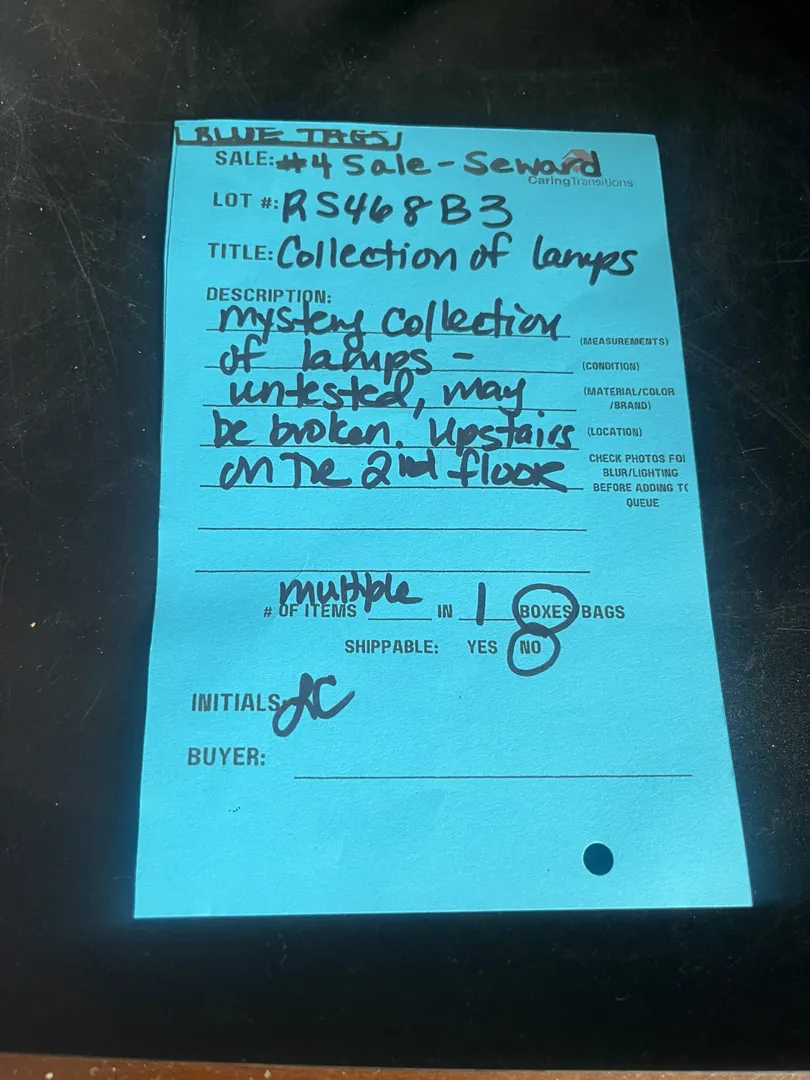 BLUE TAGS
SALE: #4 Sale - Seward
CaringTransitions
LOT #: RS468B3
TITLE: Collection of lamps
DESCRIPTION:
mystery Collection
(MEASUREMENTS)
of lamps -
(CONDITION)
untested, may
(MATERIAL/COLOR
/BRAND)
be broken. Upstairs
(LOCATION)
on the 2nd floor
CHECK PHOTOS FOR
BLUR/LIGHTING
BEFORE ADDING TO
QUEUE
# OF ITEMS multiple IN 1 BOXES/BAGS
SHIPPABLE: YES NO
INITIALS: LC
BUYER: